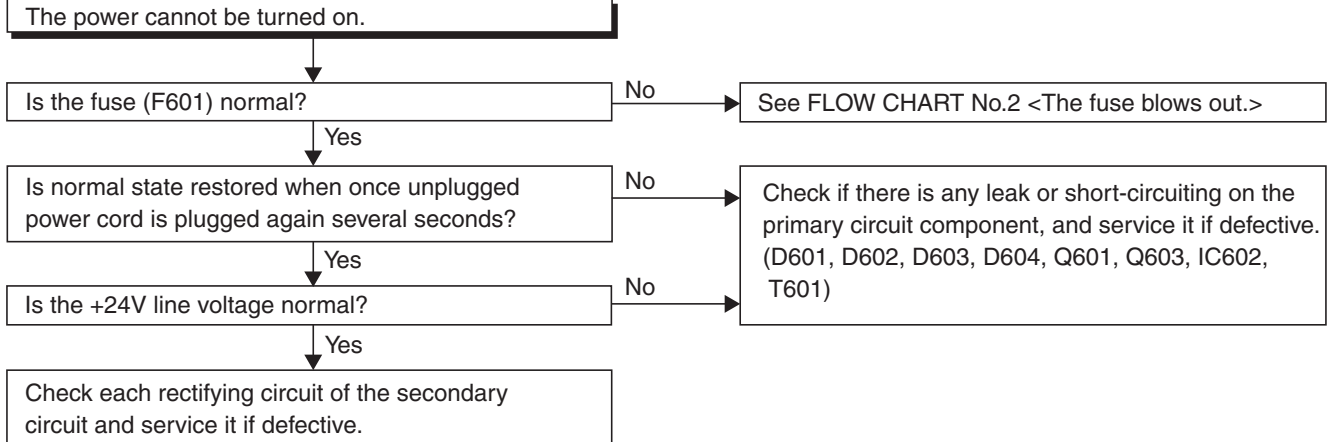 The power cannot be turned on.
Is the fuse (F601) normal?
No
See FLOW CHART No.2 <The fuse blows out.>
Yes
Is normal state restored when once unplugged
power cord is plugged again several seconds?
No
Check if there is any leak or short-circuiting on the
primary circuit component, and service it if defective.
(D601, D602, D603, D604, Q601, Q603, IC602,
T601)
Yes
Is the +24V line voltage normal?
No
Yes
Check each rectifying circuit of the secondary
circuit and service it if defective.